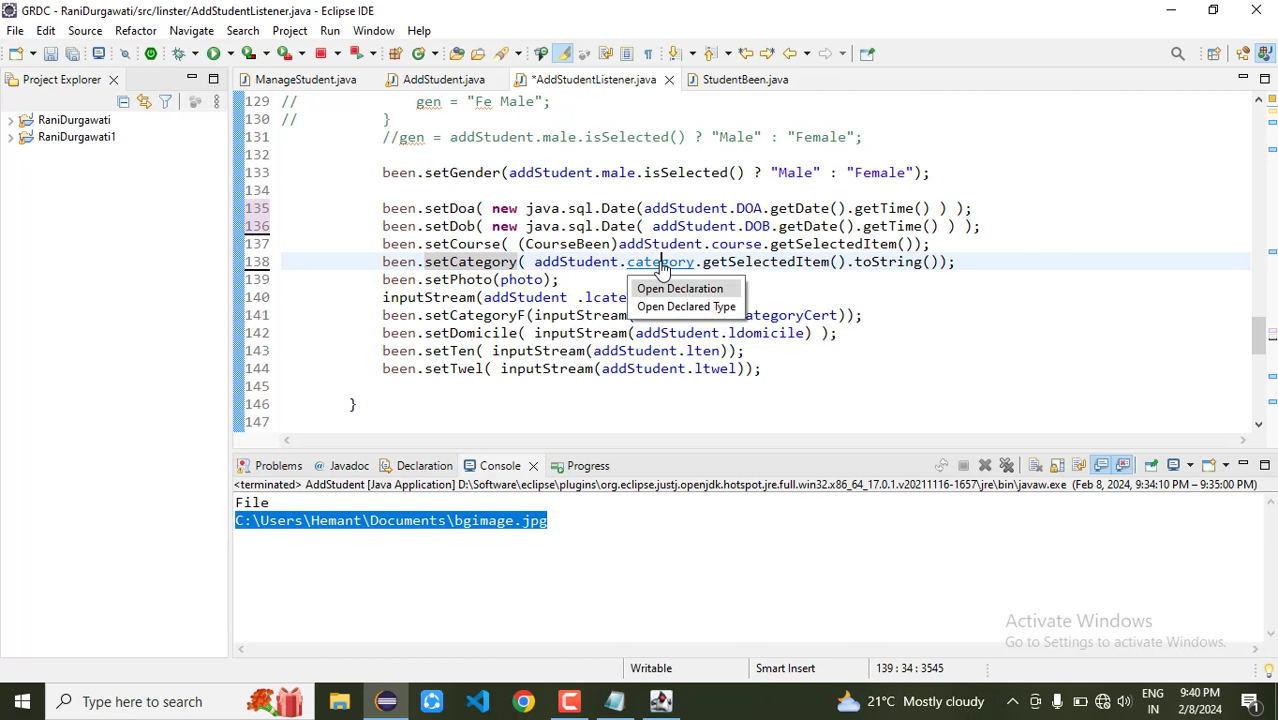 GRDC - RaniDurgawati/src/linster/AddStudentListener.java - Eclipse IDE
File Edit Source Refactor Navigate Search Project Run Window Help
Project Explorer
ManageStudent.java AddStudent.java *AddStudentListener.java StudentBeen.java
RaniDurgawati
RaniDurgawati1
129 // gen = "Fe Male";
130 // }
131 //gen = addStudent.male.isSelected() ? "Male" : "Female";
132
133 been.setGender(addStudent.male.isSelected() ? "Male" : "Female");
134
135 been.setDoa( new java.sql.Date(addStudent.DOA.getDate().getTime() ) );
136 been.setDob( new java.sql.Date( addStudent.DOB.getDate().getTime() ) );
137 been.setCourse( (CourseBeen)addStudent.course.getSelectedItem());
138 been.setCategory( addStudent.category.getSelectedItem().toString());
139 been.setPhoto(photo);
140 inputStream(addStudent .lcate
141 been.setCategoryF(inputStream( ategoryCert));
142 been.setDomicile( inputStream(addStudent.ldomicile) );
143 been.setTen( inputStream(addStudent.lten));
144 been.setTwel( inputStream(addStudent.ltwel));
145
146 }
147
Open Declaration
Open Declared Type
Problems Javadoc Declaration Console Progress
<terminated> AddStudent [Java Application] D:\Software\eclipse\plugins\org.eclipse.justj.openjdk.hotspot.jre.full.win32.x86_64_17.0.1.v20211116-1657\jre\bin\javaw.exe (Feb 8, 2024, 9:34:10 PM – 9:35:00 PM)
File
C:\Users\Hemant\Documents\bgimage.jpg
Activate Windows
Go to Settings to activate Windows.
Writable Smart Insert 139 : 34 : 3545
Type here to search
21°C Mostly cloudy
ENG
IN
9:40 PM
2/8/2024
1